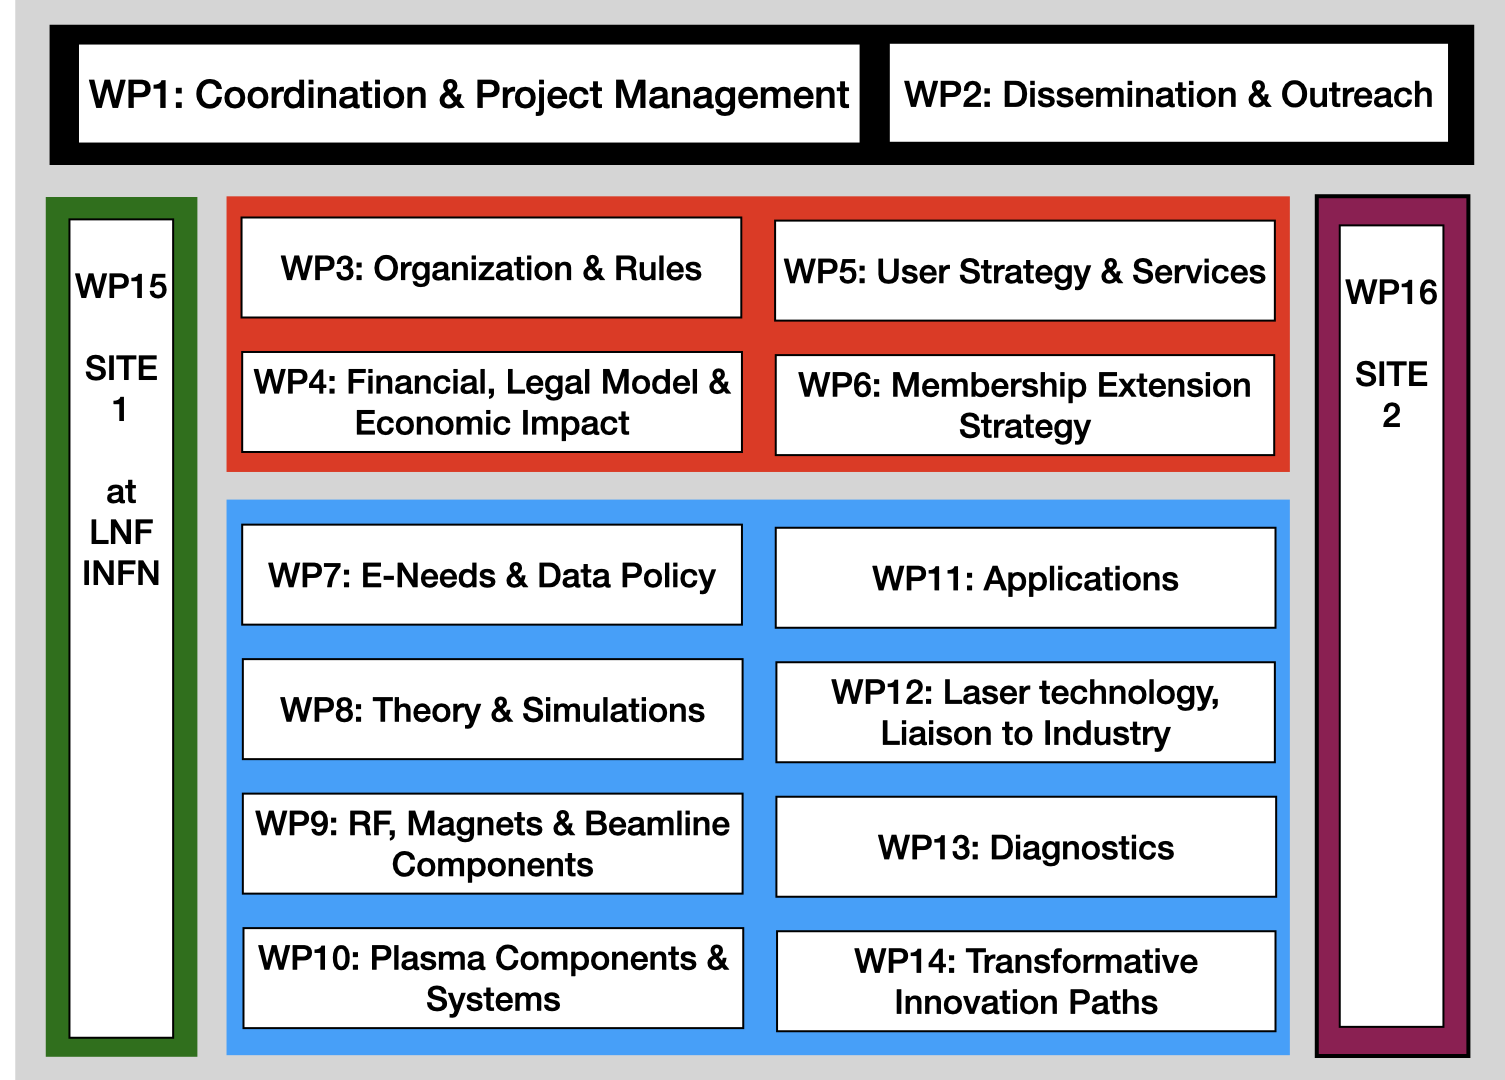 WP1: Coordination & Project Management
WP2: Dissemination & Outreach
WP15
SITE
1
at
LNF
INFN
WP3: Organization & Rules
WP5: User Strategy & Services
WP4: Financial, Legal Model &
Economic Impact
WP6: Membership Extension
Strategy
WP7: E-Needs & Data Policy
WP11: Applications
WP8: Theory & Simulations
WP12: Laser technology,
Liaison to Industry
WP9: RF, Magnets & Beamline
Components
WP13: Diagnostics
WP10: Plasma Components &
Systems
WP14: Transformative
Innovation Paths
WP16
SITE
2